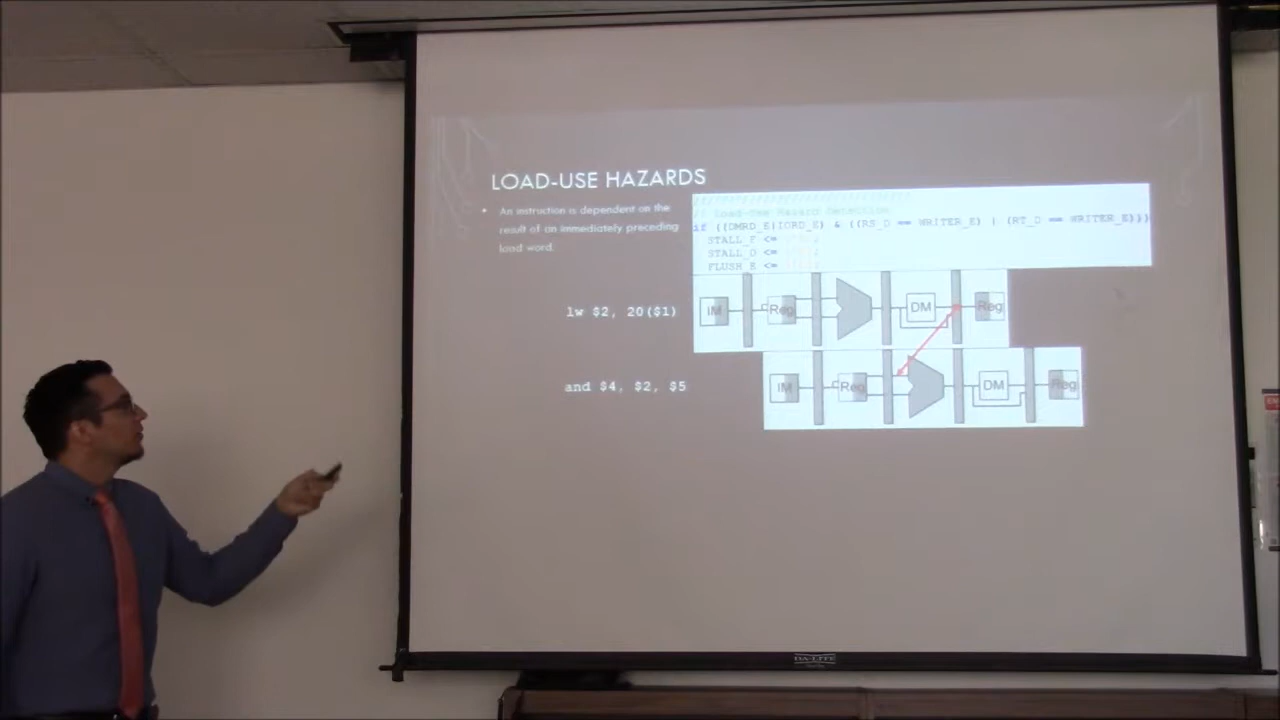 LOAD-USE HAZARDS
• An instruction is dependent on the
result of an immediately preceding
load word.
// Load-Use Hazard Detection
if ((DMRD_E|IORD_E) & ((RS_D == WRITER_E) | (RT_D == WRITER_E)))
STALL_F <=
STALL_D <=
FLUSH_E <=
lw $2, 20($1)
IM Reg DM Reg
and $4, $2, $5
IM Reg DM Reg
DA-LITE